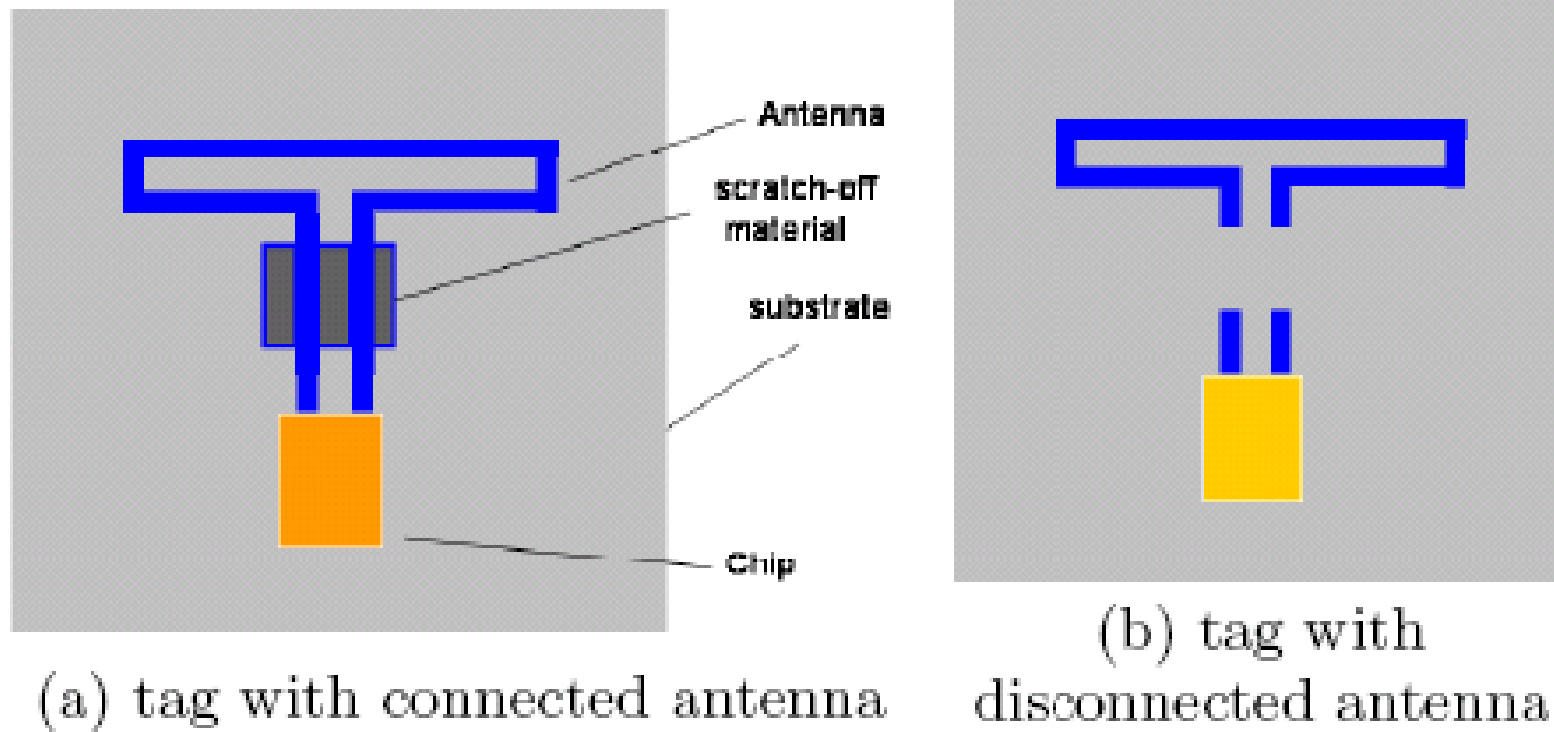 Antenna
scratch-off
material
substrate
Chip
(a) tag with connected antenna
(b) tag with
disconnected antenna